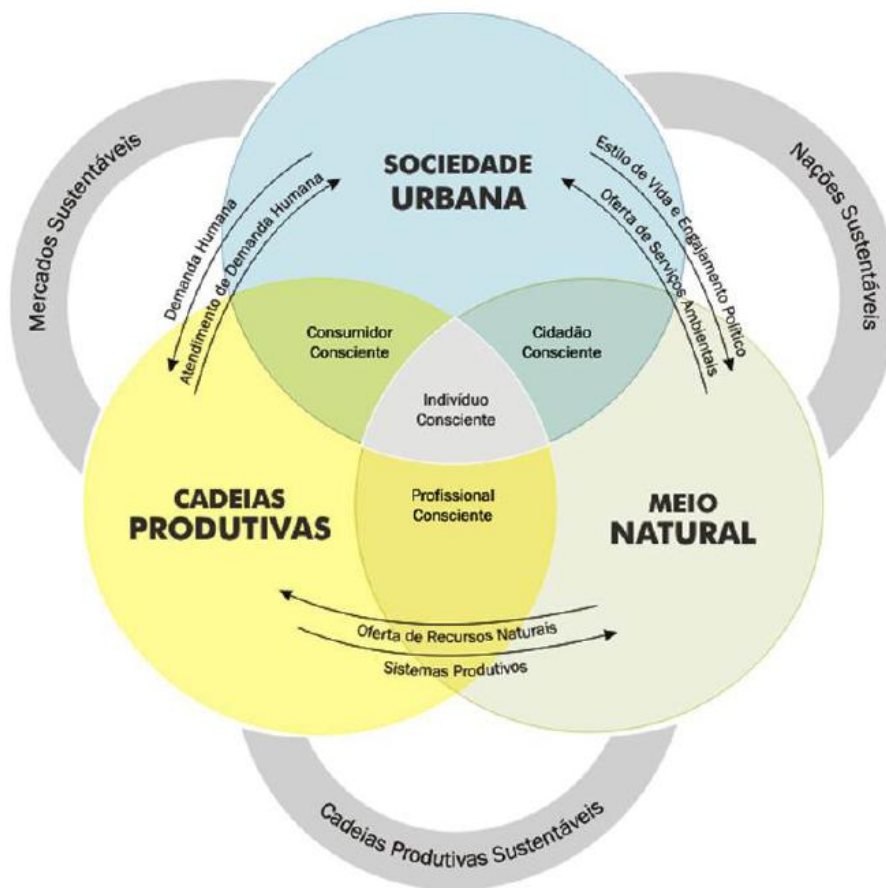 SOCIEDADE
URBANA
Mercados Sustentáveis
Nações Sustentáveis
Demanda Humana
Atendimento de Demanda Humana
Estilo de Vida e Engajamento Político
Oferta de Serviços Ambientais
Consumidor
Consciente
Cidadão
Consciente
Indivíduo
Consciente
CADEIAS
PRODUTIVAS
Profissional
Consciente
MEIO
NATURAL
Oferta de Recursos Naturais
Sistemas Produtivos
Cadeias Produtivas Sustentáveis